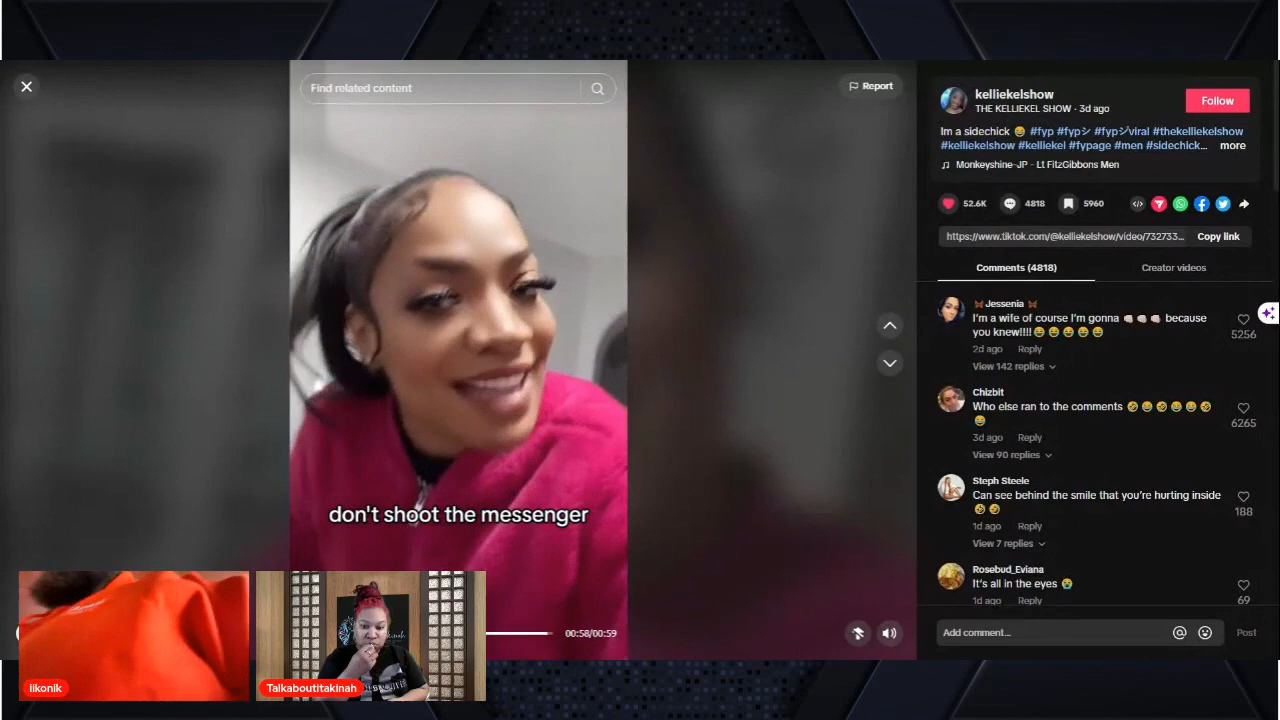 Find related content
Report
don't shoot the messenger
00:58/00:59
iikonik
Talkaboutitakinah
kelliekelshow
THE KELLIEKEL SHOW · 3d ago
Follow
Im a sidechick 😂 #fyp #fypシ #fypシ゚viral #thekelliekelshow
#kelliekelshow #kelliekel #fypage #men #sidechick... more
Monkeyshine-JP - Lt FitzGibbons Men
52.6K 4818 5960
https://www.tiktok.com/@kelliekelshow/video/732733... Copy link
Comments (4818) Creator videos
🦋Jessenia 🦋
I'm a wife of course I'm gonna 👊🏻 👊🏻 👊🏻 because
you knew!!!!😂 😂 😂 😂 😂
5256
2d ago Reply
View 142 replies
Chizbit
Who else ran to the comments 🤣 😂 🤣 😂 😂 🤣
😂
6265
3d ago Reply
View 90 replies
Steph Steele
Can see behind the smile that you're hurting inside
🤣 🤣
188
1d ago Reply
View 7 replies
Rosebud_Eviana
It's all in the eyes 😭
1d ago Reply
69
Add comment... Post